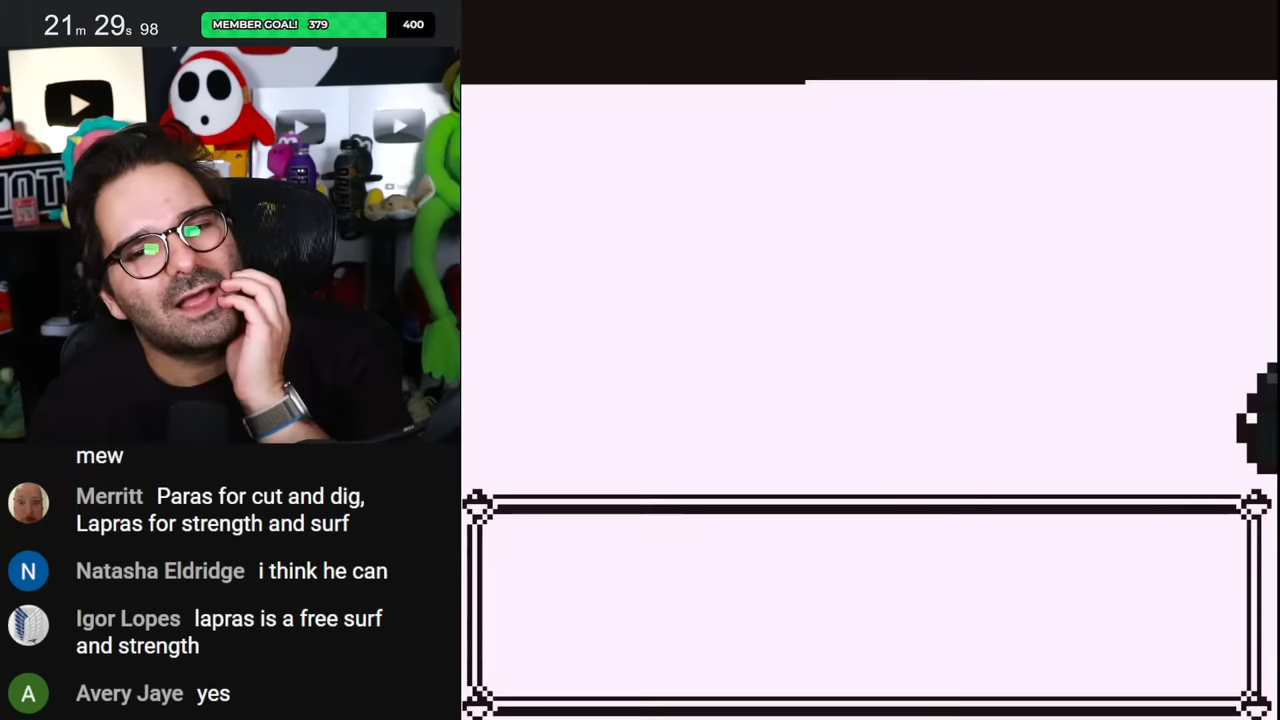 21m 29s 98
MEMBER GOAL! 379
400
mew
Merritt Paras for cut and dig,
Lapras for strength and surf
N
Natasha Eldridge i think he can
Igor Lopes lapras is a free surf
and strength
A
Avery Jaye yes